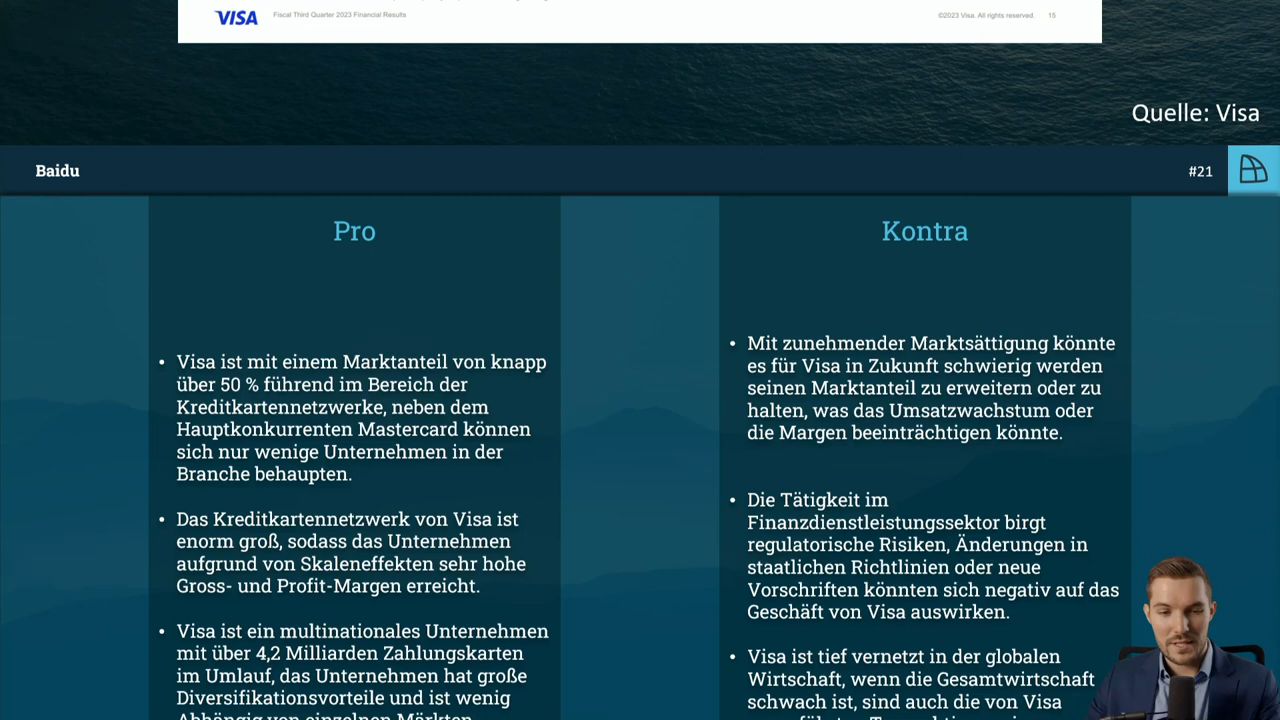 VISA
Fiscal Third Quarter 2023 Financial Results
©2023 Visa. All rights reserved.
15
Quelle: Visa
Baidu
#21
Pro
Visa ist mit einem Marktanteil von knapp
über 50 % führend im Bereich der
Kreditkartennetzwerke, neben dem
Hauptkonkurrenten Mastercard können
sich nur wenige Unternehmen in der
Branche behaupten.
Das Kreditkartennetzwerk von Visa ist
enorm groß, sodass das Unternehmen
aufgrund von Skaleneffekten sehr hohe
Gross- und Profit-Margen erreicht.
Visa ist ein multinationales Unternehmen
mit über 4,2 Milliarden Zahlungskarten
im Umlauf, das Unternehmen hat große
Diversifikationsvorteile und ist wenig
Abhängig von einzelnen Märkten
Kontra
Mit zunehmender Marktsättigung könnte
es für Visa in Zukunft schwierig werden
seinen Marktanteil zu erweitern oder zu
halten, was das Umsatzwachstum oder
die Margen beeinträchtigen könnte.
Die Tätigkeit im
Finanzdienstleistungssektor birgt
regulatorische Risiken, Änderungen in
staatlichen Richtlinien oder neue
Vorschriften könnten sich negativ auf das
Geschäft von Visa auswirken.
Visa ist tief vernetzt in der globalen
Wirtschaft, wenn die Gesamtwirtschaft
schwach ist, sind auch die von Visa